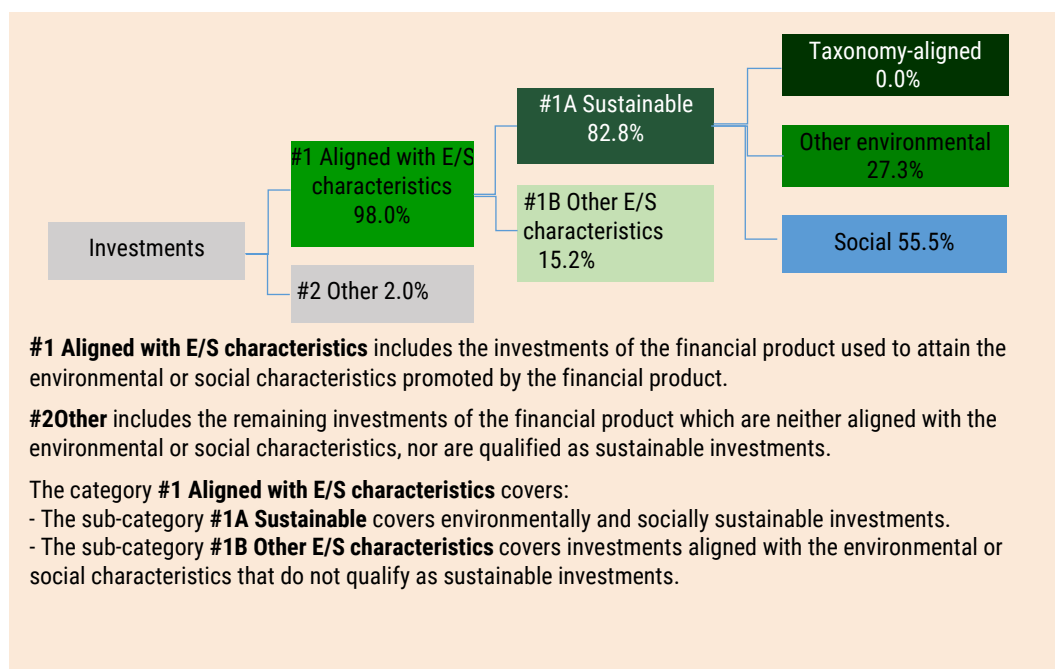 Taxonomy-aligned
0.0%
#1A Sustainable
82.8%
Other environmental
27.3%
#1 Aligned with E/S
characteristics
98.0%
#1B Other E/S
characteristics
15.2%
Investments
Social 55.5%
#2 Other 2.0%
#1 Aligned with E/S characteristics includes the investments of the financial product used to attain the
environmental or social characteristics promoted by the financial product.
#2Other includes the remaining investments of the financial product which are neither aligned with the
environmental or social characteristics, nor are qualified as sustainable investments.
The category #1 Aligned with E/S characteristics covers:
- The sub-category #1A Sustainable covers environmentally and socially sustainable investments.
- The sub-category #1B Other E/S characteristics covers investments aligned with the environmental or
social characteristics that do not qualify as sustainable investments.